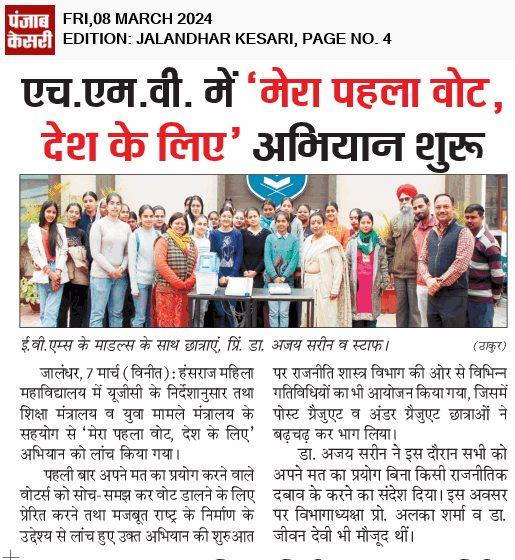 पंजाब
केसरी
FRI,08 MARCH 2024
EDITION: JALANDHAR KESARI, PAGE NO. 4
एच.एम.वी. में ‘मेरा पहला वोट,
देश के लिए’ अभियान शुरू
ई.वी.एम्स के माडल्स के साथ छात्राएं, प्रिं. डा. अजय सरीन व स्टाफ। (ठाकुर)
जालंधर, 7 मार्च (विनीत): हंसराज महिला
महाविद्यालय में यूजीसी के निर्देशानुसार तथा
शिक्षा मंत्रालय व युवा मामले मंत्रालय के
सहयोग से ‘मेरा पहला वोट, देश के लिए’
अभियान को लांच किया गया।
पहली बार अपने मत का प्रयोग करने वाले
वोटर्स को सोच-समझ कर वोट डालने के लिए
प्रेरित करने तथा मजबूत राष्ट्र के निर्माण के
उद्देश्य से लांच हुए उक्त अभियान की शुरुआत
पर राजनीति शास्त्र विभाग की ओर से विभिन्न
गतिविधियों का भी आयोजन किया गया, जिसमें
पोस्ट ग्रैजुएट व अंडर ग्रैजुएट छात्राओं ने
बढ़चढ़ कर भाग लिया।
डा. अजय सरीन ने इस दौरान सभी को
अपने मत का प्रयोग बिना किसी राजनीतिक
दबाव के करने का संदेश दिया। इस अवसर
पर विभागाध्यक्षा प्रो. अलका शर्मा व डा.
जीवन देवी भी मौजूद थीं।